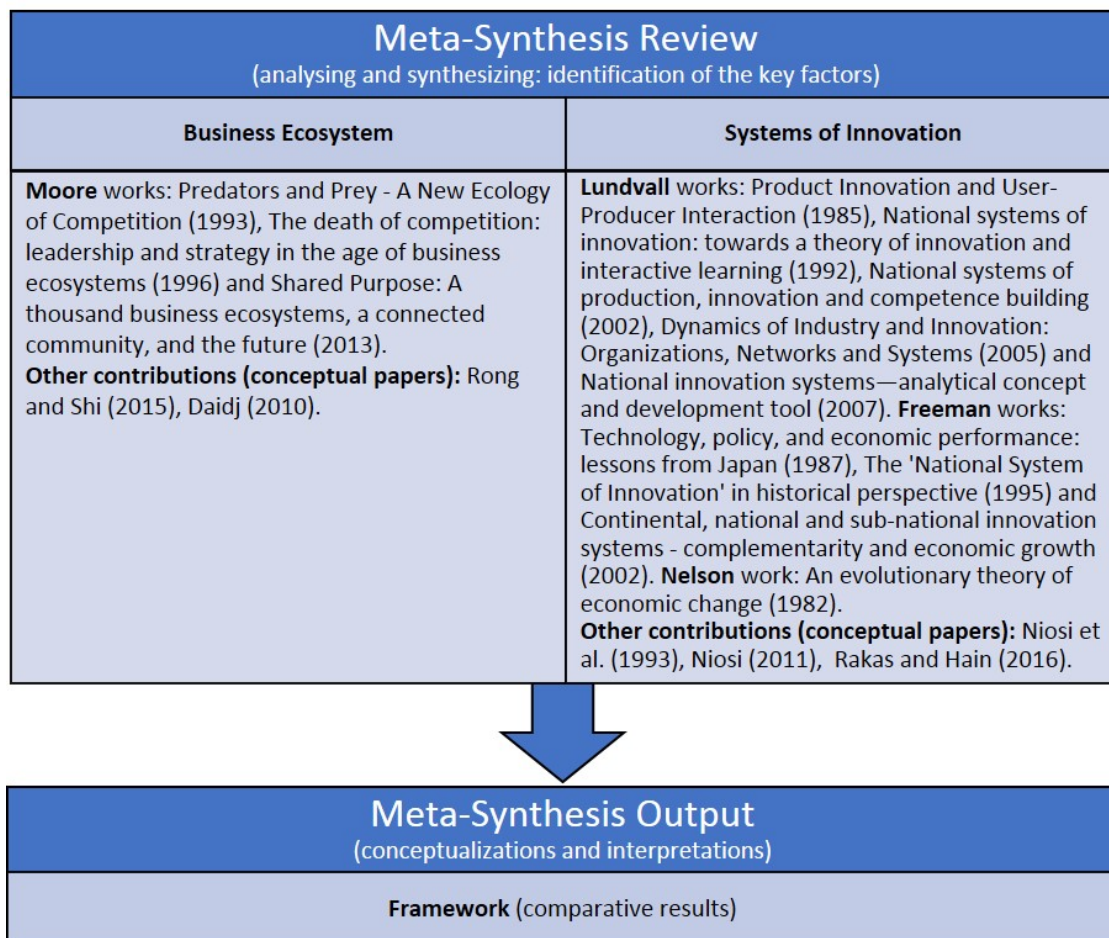 Meta-Synthesis Review
(analysing and synthesizing: identification of the key factors)
Business Ecosystem
Systems of Innovation
Moore works: Predators and Prey - A New Ecology
of Competition (1993), The death of competition:
leadership and strategy in the age of business
ecosystems (1996) and Shared Purpose: A
thousand business ecosystems, a connected
community, and the future (2013).
Other contributions (conceptual papers): Rong
and Shi (2015), Daidj (2010).
Lundvall works: Product Innovation and User-
Producer Interaction (1985), National systems of
innovation: towards a theory of innovation and
interactive learning (1992), National systems of
production, innovation and competence building
(2002), Dynamics of Industry and Innovation:
Organizations, Networks and Systems (2005) and
National innovation systems—analytical concept
and development tool (2007). Freeman works:
Technology, policy, and economic performance:
lessons from Japan (1987), The 'National System
of Innovation' in historical perspective (1995) and
Continental, national and sub-national innovation
systems - complementarity and economic growth
(2002). Nelson work: An evolutionary theory of
economic change (1982).
Other contributions (conceptual papers): Niosi et
al. (1993), Niosi (2011), Rakas and Hain (2016).
Meta-Synthesis Output
(conceptualizations and interpretations)
Framework (comparative results)